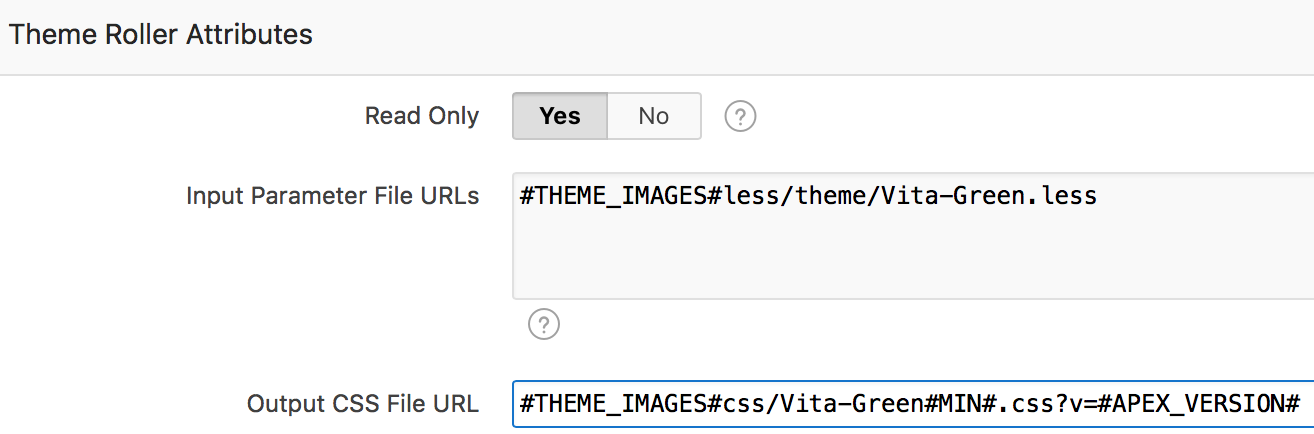 Theme Roller Attributes
Read Only Yes No ?
Input Parameter File URLs #THEME_IMAGES#less/theme/Vita-Green.less
?
Output CSS File URL #THEME_IMAGES#css/Vita-Green#MIN#.css?v=#APEX_VERSION#